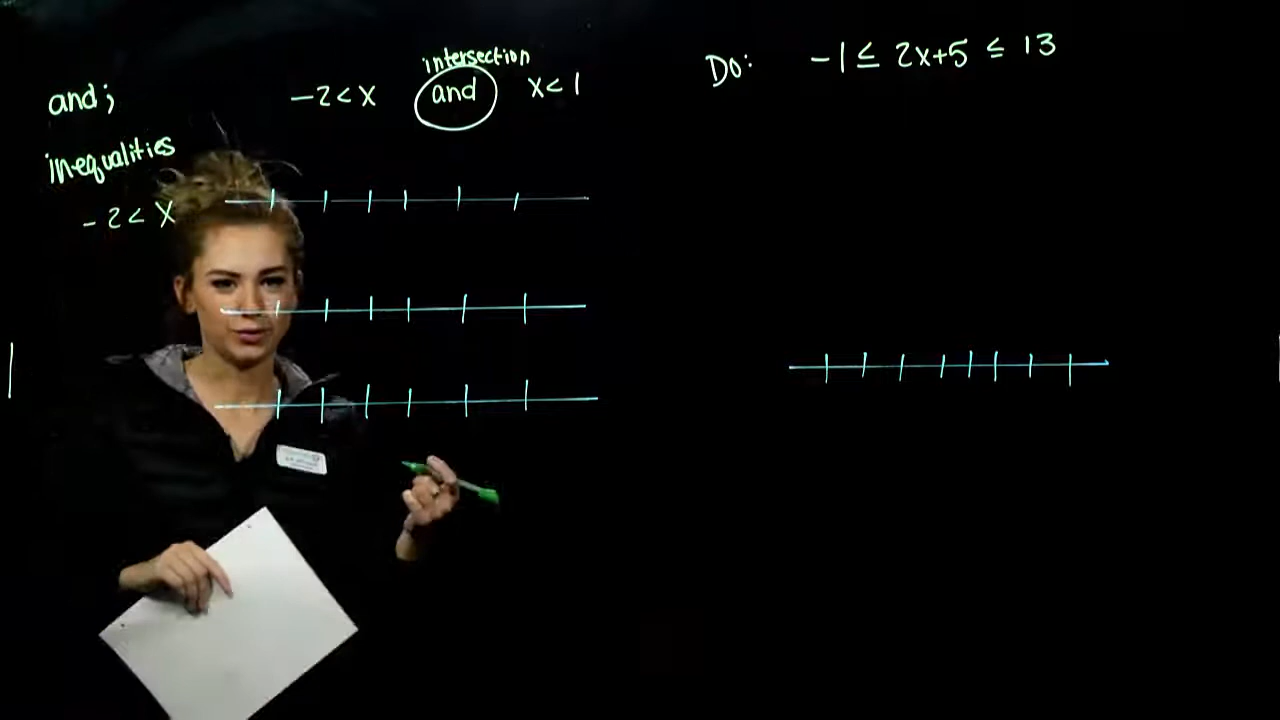 and;
inequalities
-2 < x
intersection
-2 < x and x < 1
Do: -1 ≤ 2x+5 ≤ 13